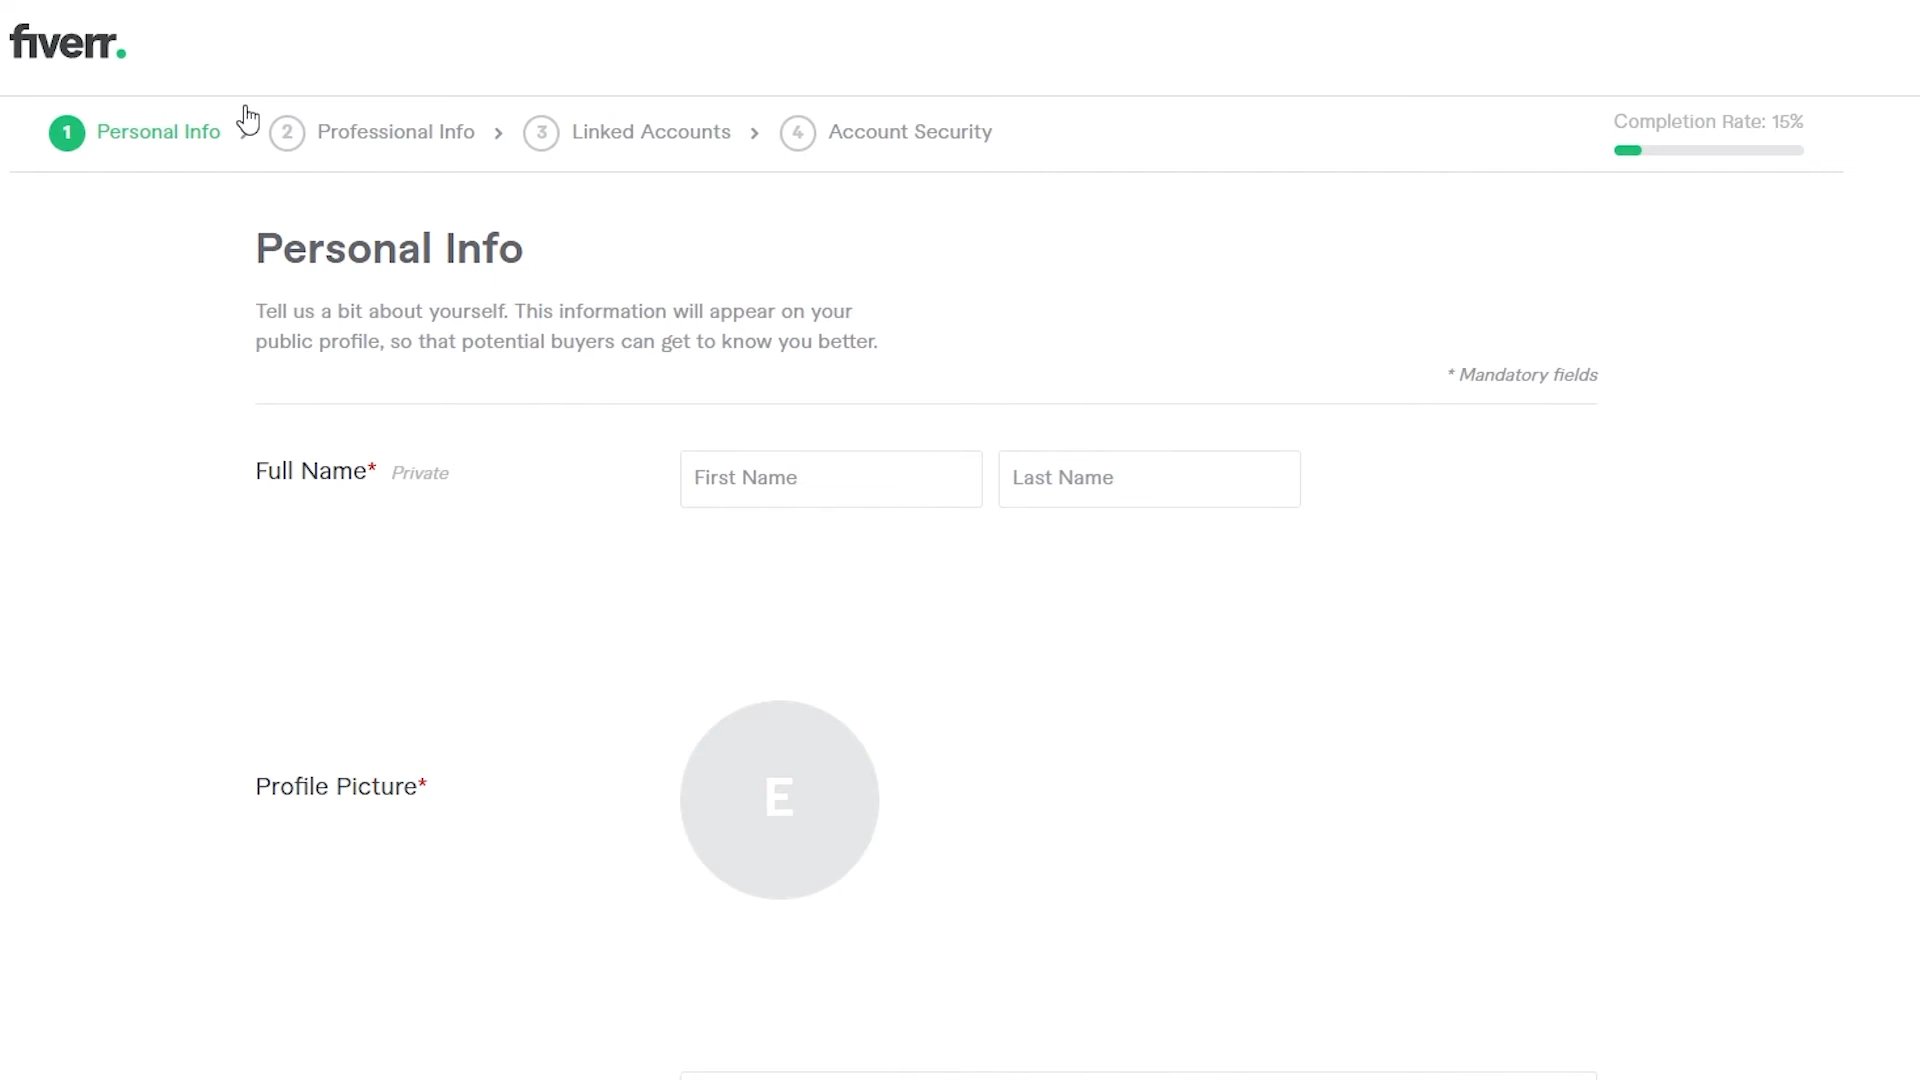 fiverr.
1 Personal Info > 2 Professional Info > 3 Linked Accounts > 4 Account Security
Completion Rate: 15%
Personal Info
Tell us a bit about yourself. This information will appear on your
public profile, so that potential buyers can get to know you better.
* Mandatory fields
Full Name* Private
First Name
Last Name
Profile Picture*
E